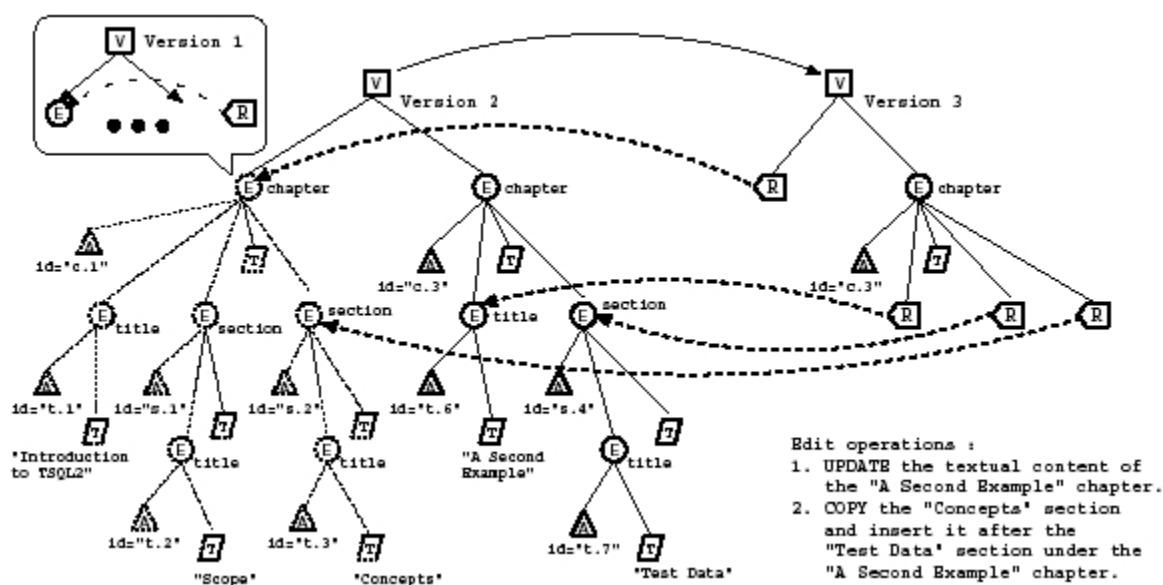 V Version 1
E R
V V
Version 2 Version 3
E chapter E chapter R E chapter
A T A T A T
id="c.1" id="c.3" id="c.3"
E title E section E section E title E section R R R
A A A A A
id="t.1" id="s.1" id="s.2" id="t.6" id="s.4"
T T T T T
"Introduction
to TSQL2"
"A Second
Example"
E title E title E title
A A A
id="t.2" id="t.3" id="t.7"
T T T
"Scope" "Concepts" "Test Data"
Edit operations :
1. UPDATE the textual content of
the "A Second Example" chapter.
2. COPY the "Concepts" section
and insert it after the
"Test Data" section under the
"A Second Example" chapter.